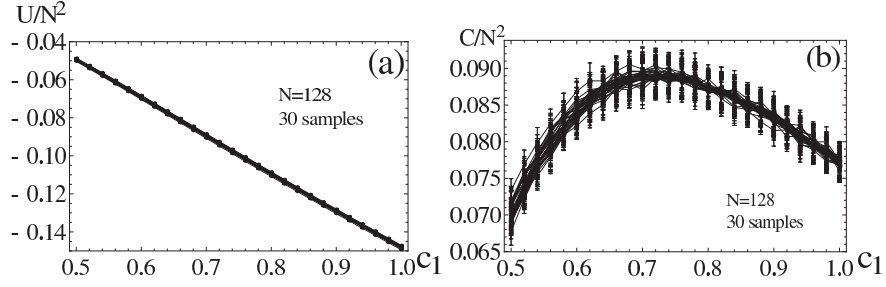 U/N²
- 0.04
- 0.06
- 0.08
- 0.10
- 0.12
- 0.14
0.5 0.6 0.7 0.8 0.9 1.0 c1
(a)
N=128
30 samples
C/N²
0.090
0.085
0.080
0.075
0.070
0.065
0.5 0.6 0.7 0.8 0.9 1.0 c1
(b)
N=128
30 samples